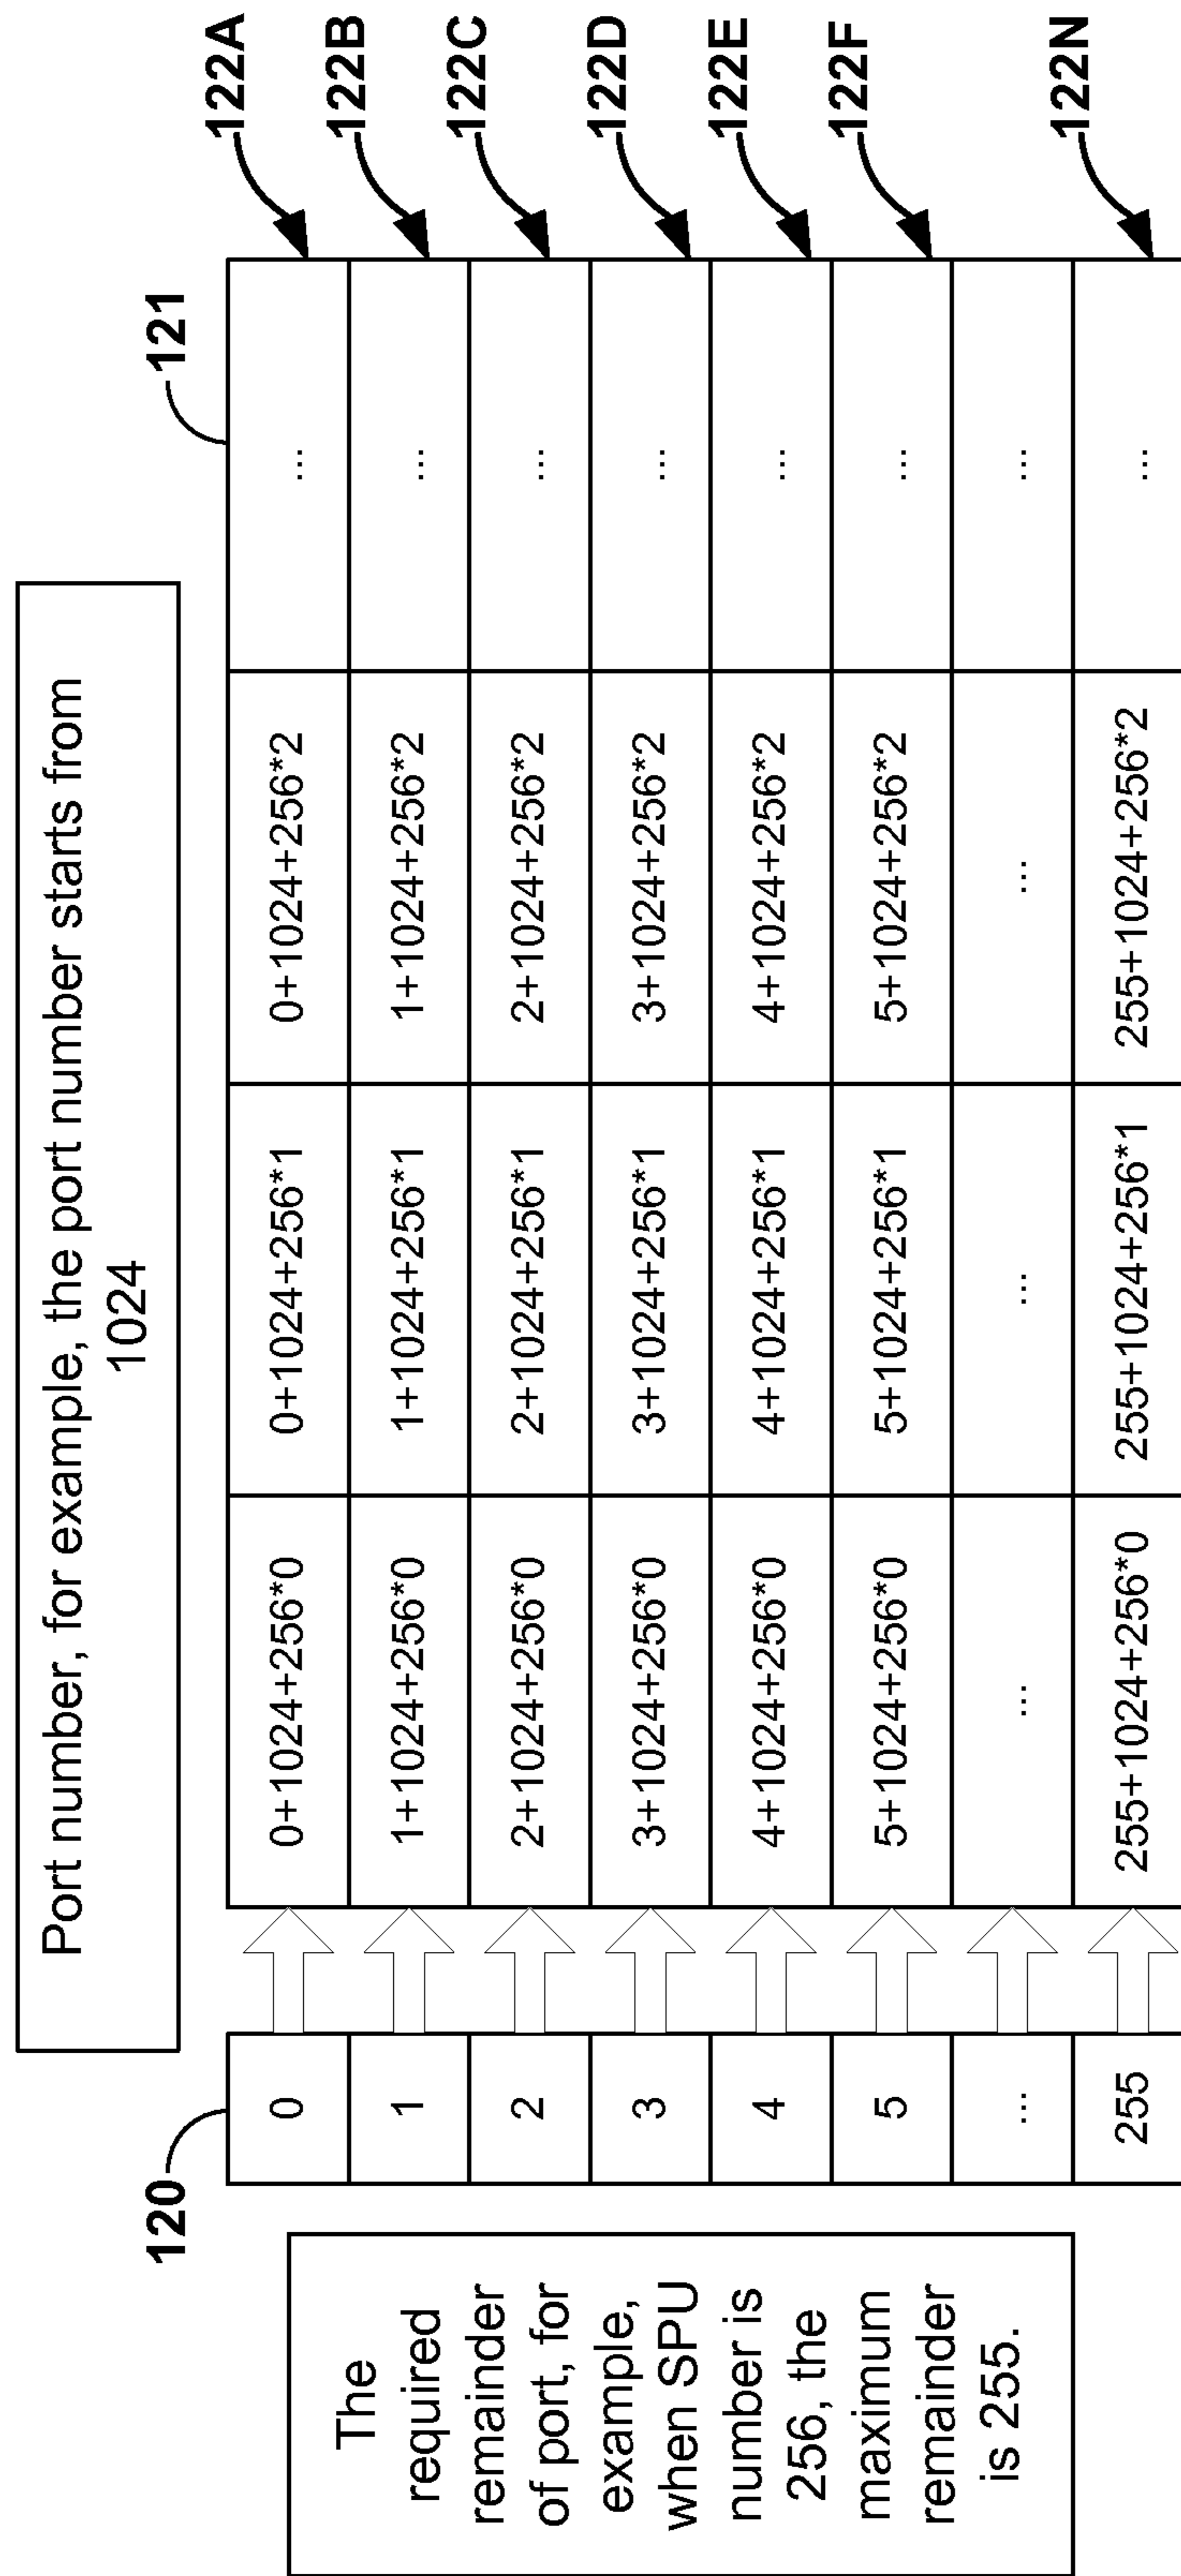 Port number, for example, the port number starts from
1024
120
121
The
required
remainder
of port, for
example,
when SPU
number is
256, the
maximum
remainder
is 255.
0 0+1024+256*0 0+1024+256*1 0+1024+256*2 ... 122A
1 1+1024+256*0 1+1024+256*1 1+1024+256*2 ... 122B
2 2+1024+256*0 2+1024+256*1 2+1024+256*2 ... 122C
3 3+1024+256*0 3+1024+256*1 3+1024+256*2 ... 122D
4 4+1024+256*0 4+1024+256*1 4+1024+256*2 ... 122E
5 5+1024+256*0 5+1024+256*1 5+1024+256*2 ... 122F
... ... ... ... ...
255 255+1024+256*0 255+1024+256*1 255+1024+256*2 ... 122N